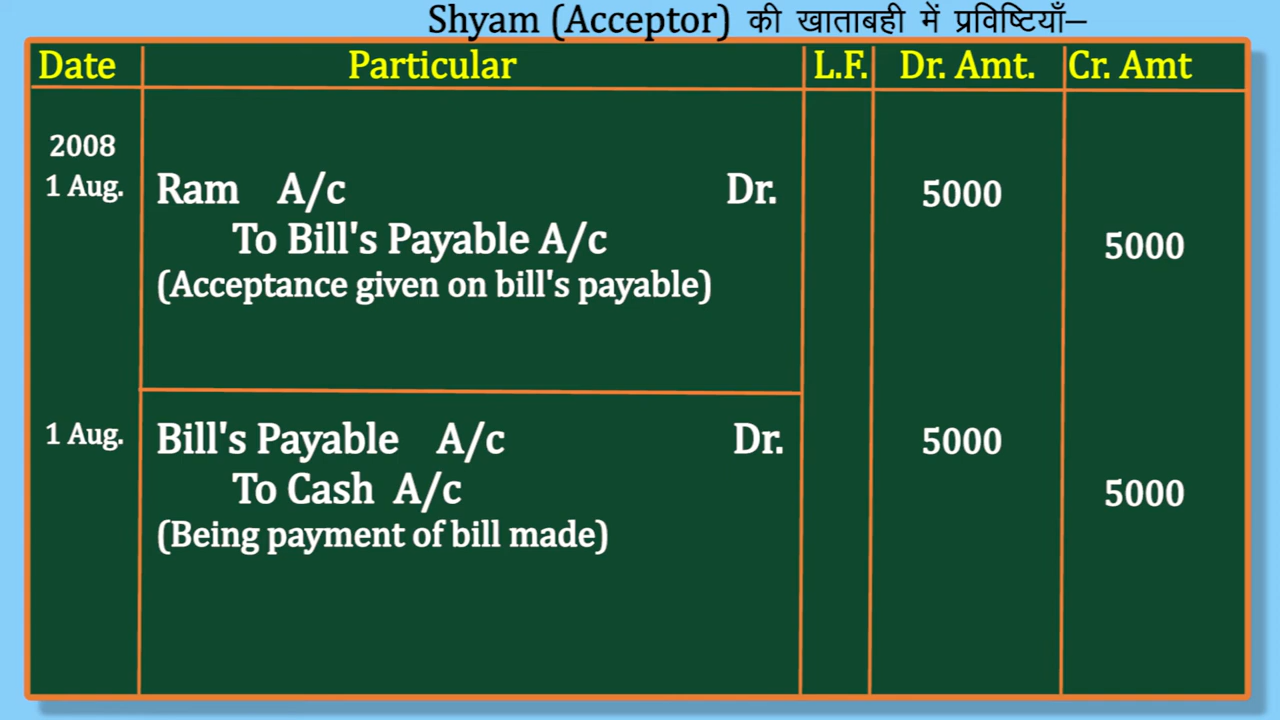 Shyam (Acceptor) की खाताबही में प्रविष्टियाँ–
Date Particular L.F. Dr. Amt. Cr. Amt
2008
1 Aug. Ram A/c Dr. 5000
To Bill's Payable A/c 5000
(Acceptance given on bill's payable)
1 Aug. Bill's Payable A/c Dr. 5000
To Cash A/c 5000
(Being payment of bill made)